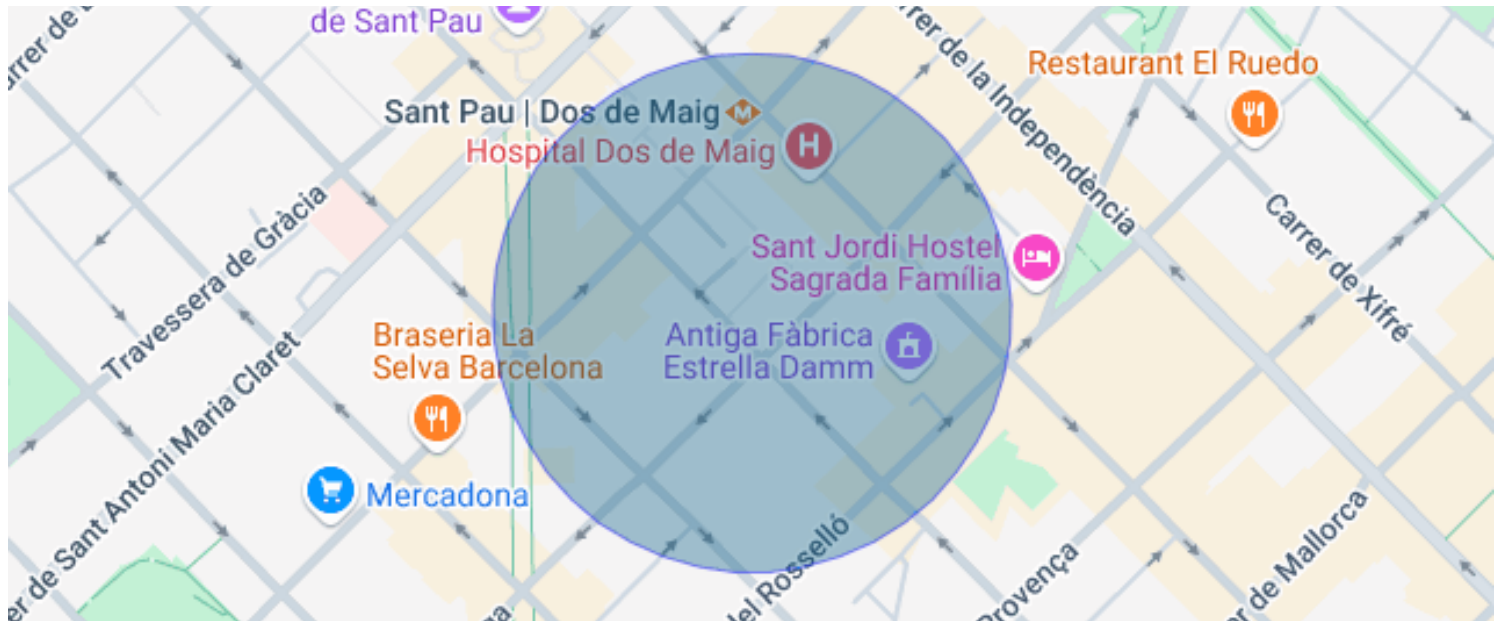 de Sant Pau
Carrer de la Independència
Restaurant El Ruedo
Sant Pau | Dos de Maig
Hospital Dos de Maig
Travessera de Gràcia
Carrer de Xifré
Sant Jordi Hostel
Sagrada Família
Braseria La
Selva Barcelona
Antiga Fàbrica
Estrella Damm
er de Sant Antoni Maria Claret
Mercadona
del Rosselló
Provença
er de Mallorca